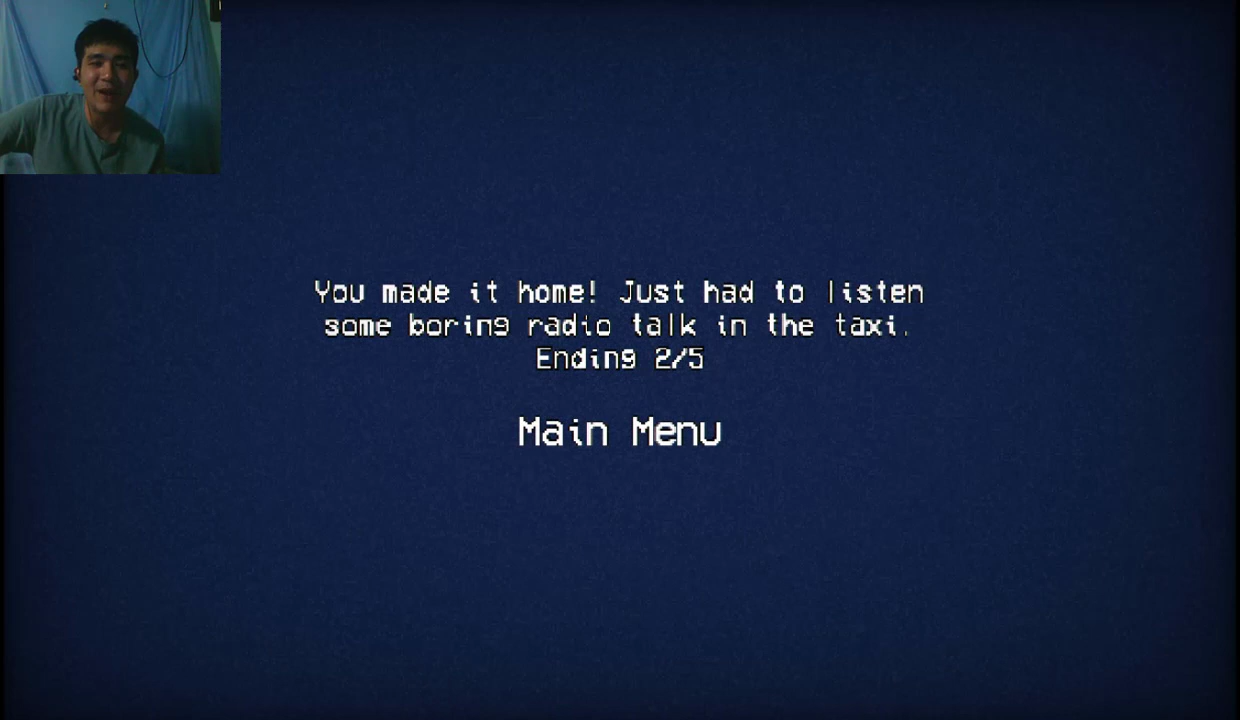 You made it home! Just had to listen
some boring radio talk in the taxi.
Ending 2/5
Main Menu